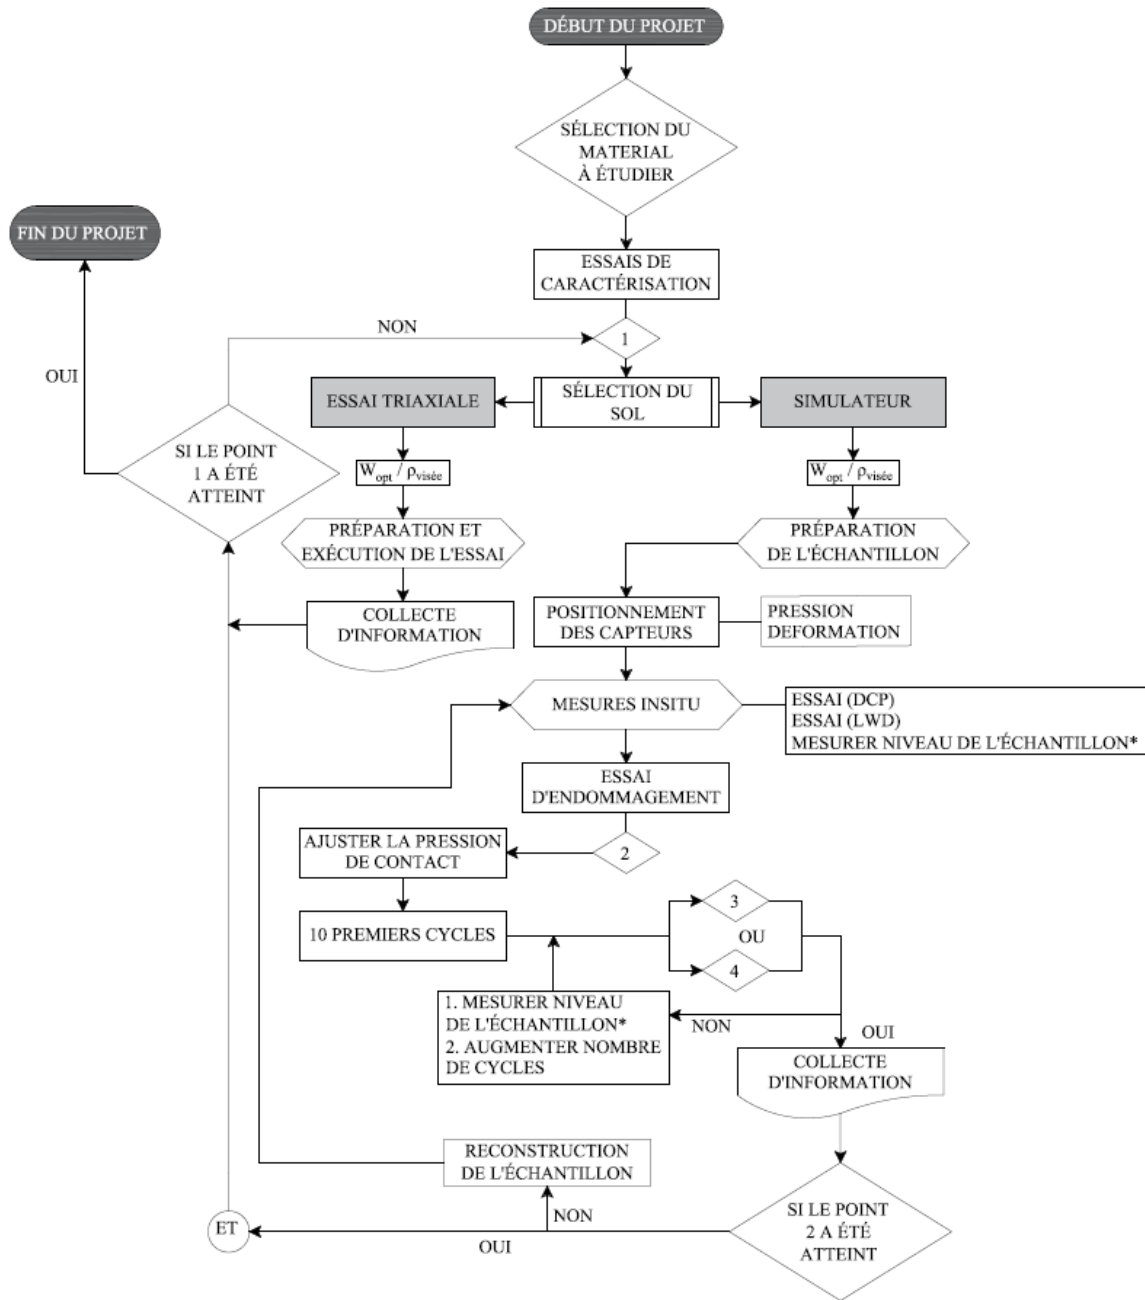 DÉBUT DU PROJET
SÉLECTION DU
MATERIAL
À ÉTUDIER
FIN DU PROJET
ESSAIS DE
CARACTÉRISATION
NON
1
OUI
ESSAI TRIAXIALE
SÉLECTION DU
SOL
SIMULATEUR
SI LE POINT
1 A ÉTÉ
ATTEINT
Wopt / ρvisée
Wopt / ρvisée
PRÉPARATION ET
EXÉCUTION DE L'ESSAI
PRÉPARATION
DE L'ÉCHANTILLON
COLLECTE
D'INFORMATION
POSITIONNEMENT
DES CAPTEURS
PRESSION
DEFORMATION
MESURES INSITU
ESSAI (DCP)
ESSAI (LWD)
MESURER NIVEAU DE L'ÉCHANTILLON*
ESSAI
D'ENDOMMAGEMENT
AJUSTER LA PRESSION
DE CONTACT
2
10 PREMIERS CYCLES
3
OU
4
1. MESURER NIVEAU
DE L'ÉCHANTILLON*
2. AUGMENTER NOMBRE
DE CYCLES
NON
OUI
COLLECTE
D'INFORMATION
RECONSTRUCTION
DE L'ÉCHANTILLON
NON
ET
OUI
SI LE POINT
2 A ÉTÉ
ATTEINT